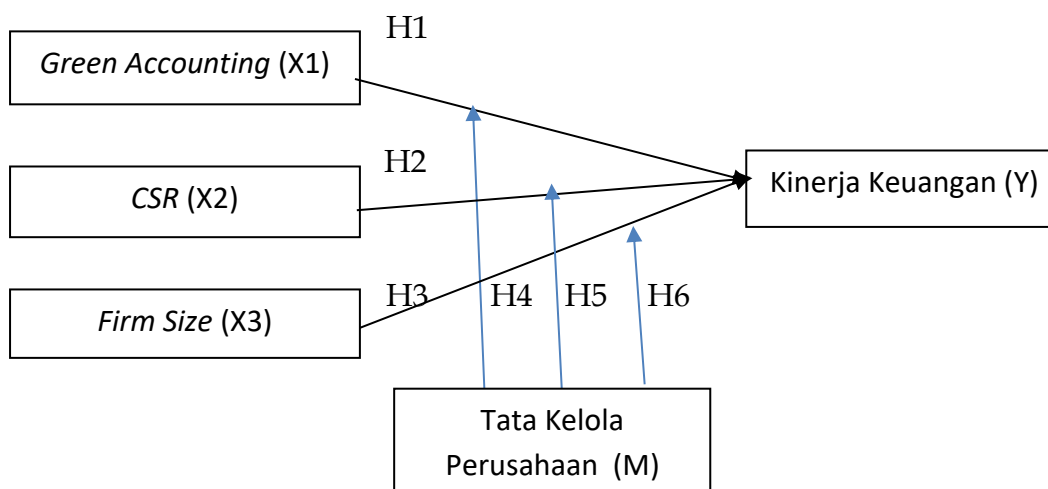 H1
Green Accounting (X1)
H2
CSR (X2)
Kinerja Keuangan (Y)
H3
H4
H5
H6
Firm Size (X3)
Tata Kelola
Perusahaan (M)